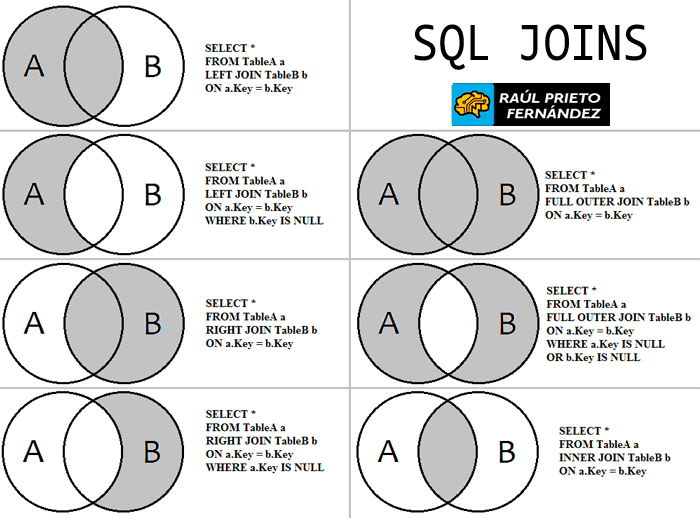 A B
SELECT *
FROM TableA a
LEFT JOIN TableB b
ON a.Key = b.Key
SQL JOINS
RAÚL PRIETO
FERNÁNDEZ
A B
SELECT *
FROM TableA a
LEFT JOIN TableB b
ON a.Key = b.Key
WHERE b.Key IS NULL
A B
SELECT *
FROM TableA a
FULL OUTER JOIN TableB b
ON a.Key = b.Key
A B
SELECT *
FROM TableA a
RIGHT JOIN TableB b
ON a.Key = b.Key
A B
SELECT *
FROM TableA a
FULL OUTER JOIN TableB b
ON a.Key = b.Key
WHERE a.Key IS NULL
OR b.Key IS NULL
A B
SELECT *
FROM TableA a
RIGHT JOIN TableB b
ON a.Key = b.Key
WHERE a.Key IS NULL
A B
SELECT *
FROM TableA a
INNER JOIN TableB b
ON a.Key = b.Key